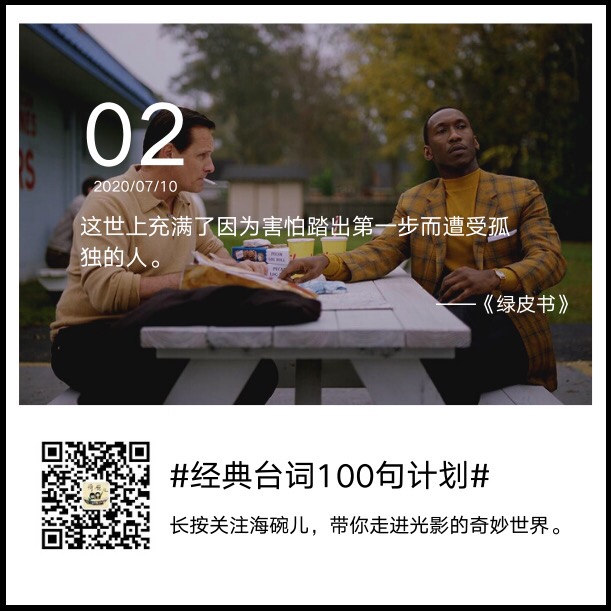 02
2020/07/10
这世上充满了因为害怕踏出第一步而遭受孤
独的人。
——《绿皮书》
#经典台词100句计划#
长按关注海碗儿，带你走进光影的奇妙世界。